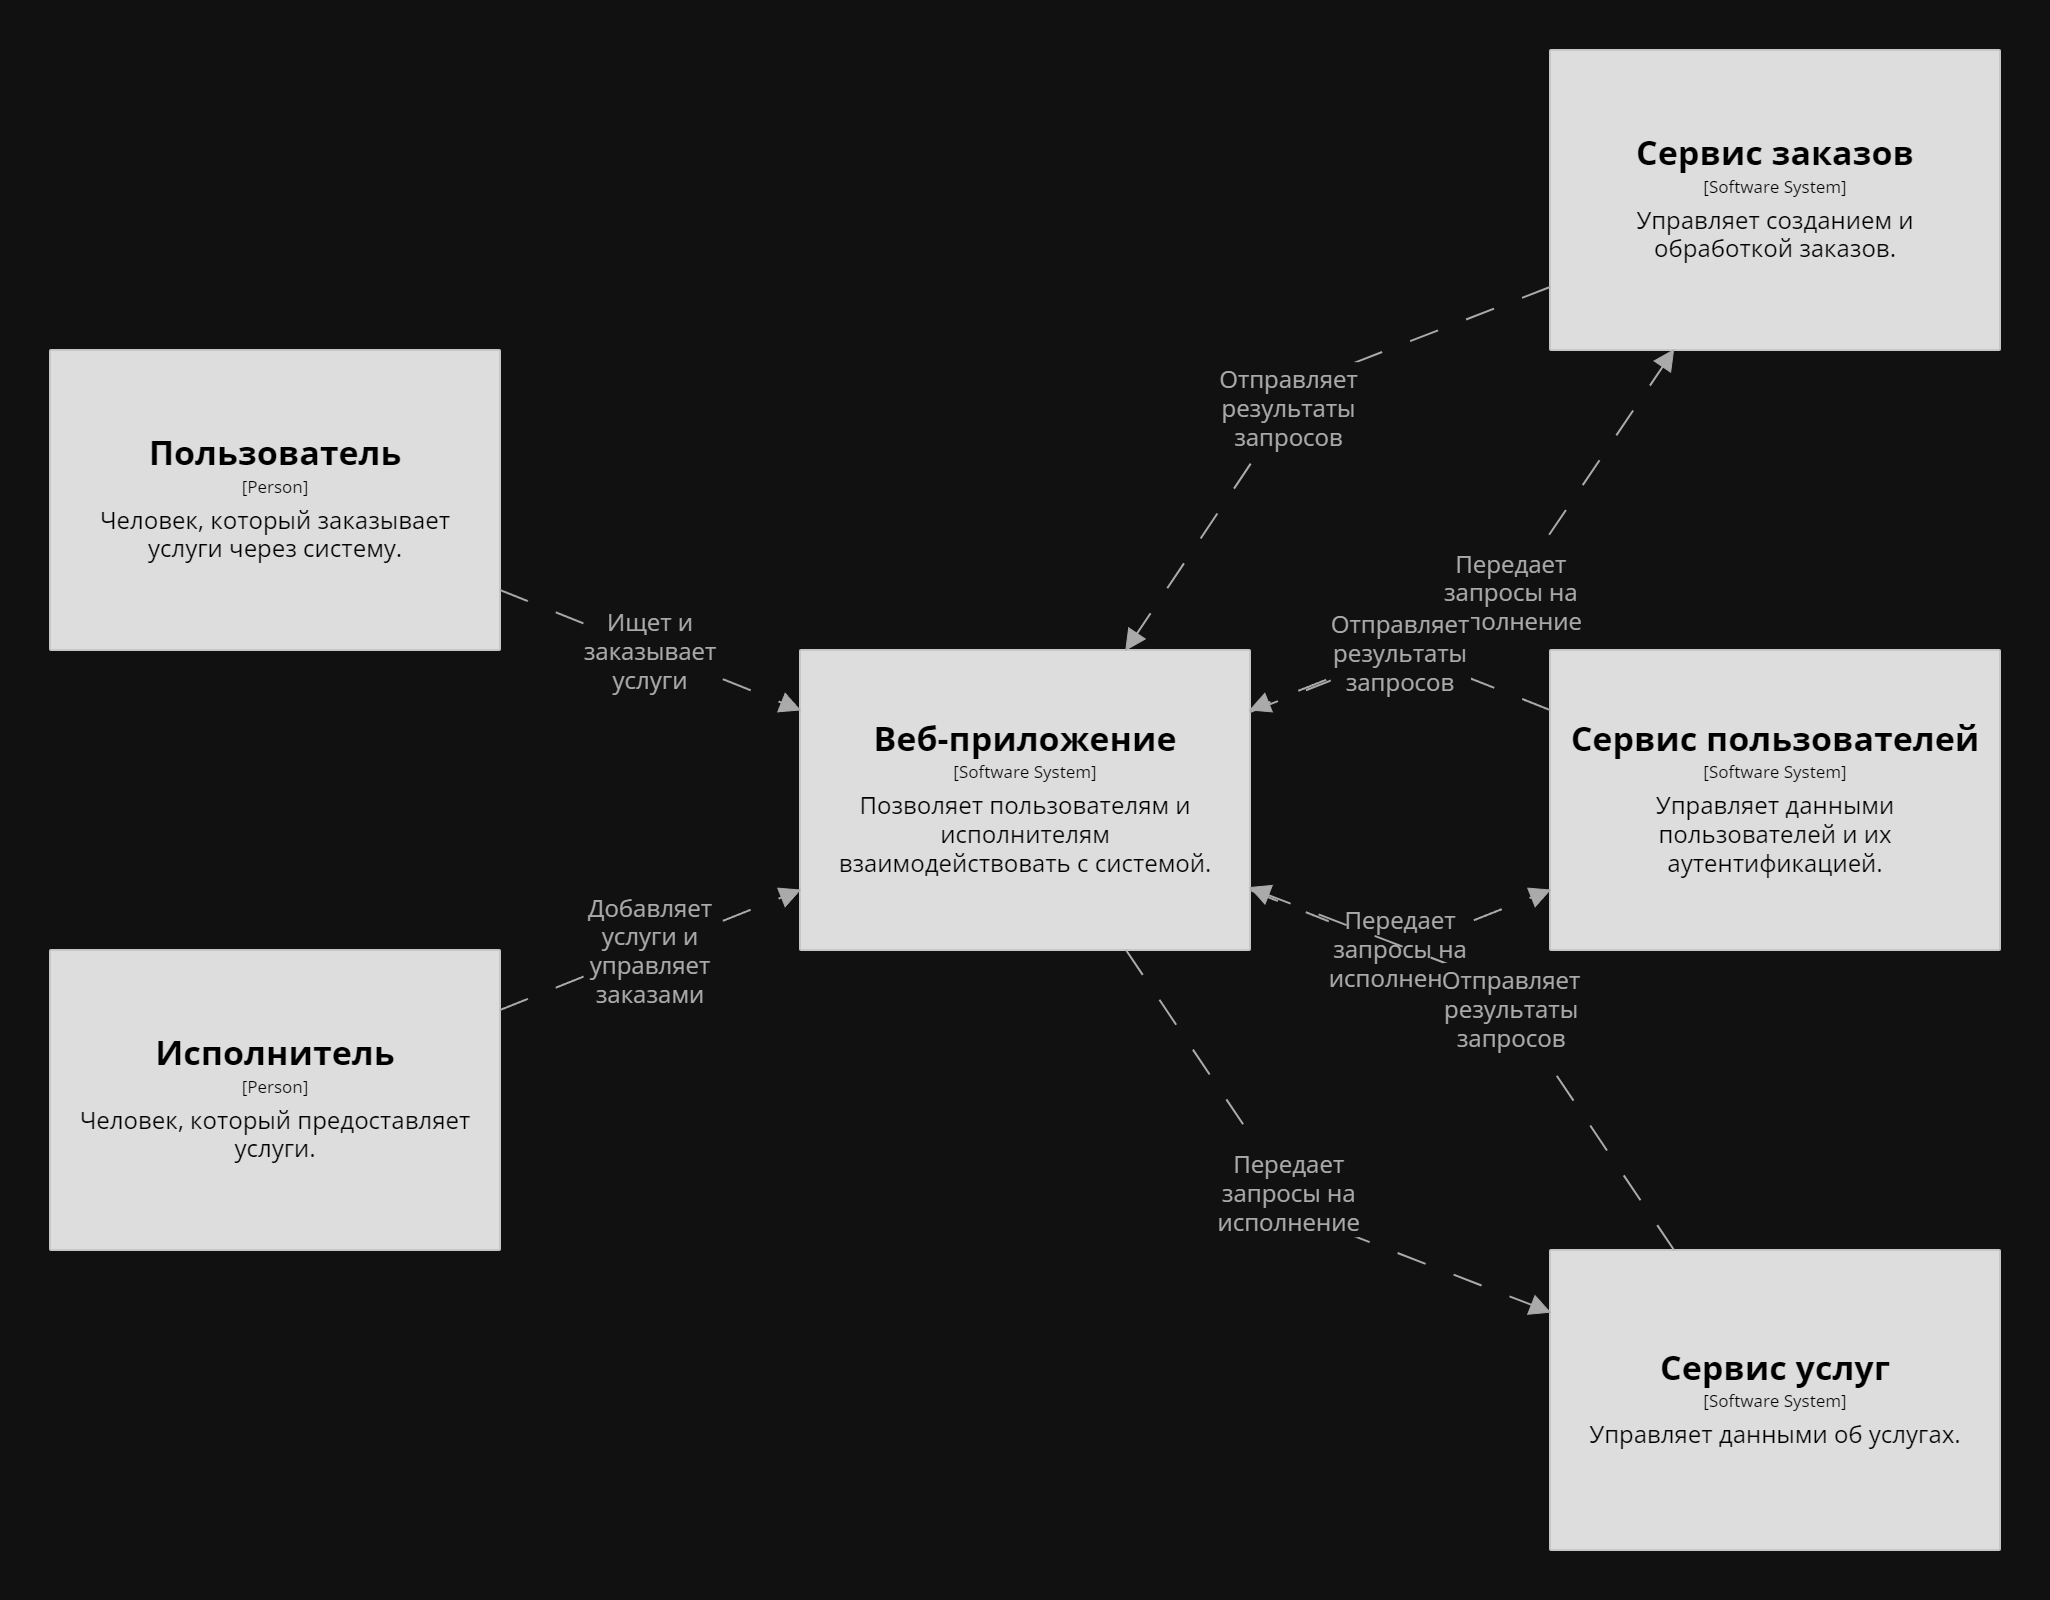 Сервис заказов
[Software System]
Управляет созданием и
обработкой заказов.
Пользователь
[Person]
Человек, который заказывает
услуги через систему.
Отправляет
результаты
запросов
Передает
запросы на
полнение
Ищет и
заказывает
услуги
Отправляет
результаты
запросов
Веб-приложение
[Software System]
Позволяет пользователям и
исполнителям
взаимодействовать с системой.
Сервис пользователей
[Software System]
Управляет данными
пользователей и их
аутентификацией.
Добавляет
услуги и
управляет
заказами
Передает
запросы на
исполнен
Отправляет
результаты
запросов
Исполнитель
[Person]
Человек, который предоставляет
услуги.
Передает
запросы на
исполнение
Сервис услуг
[Software System]
Управляет данными об услугах.